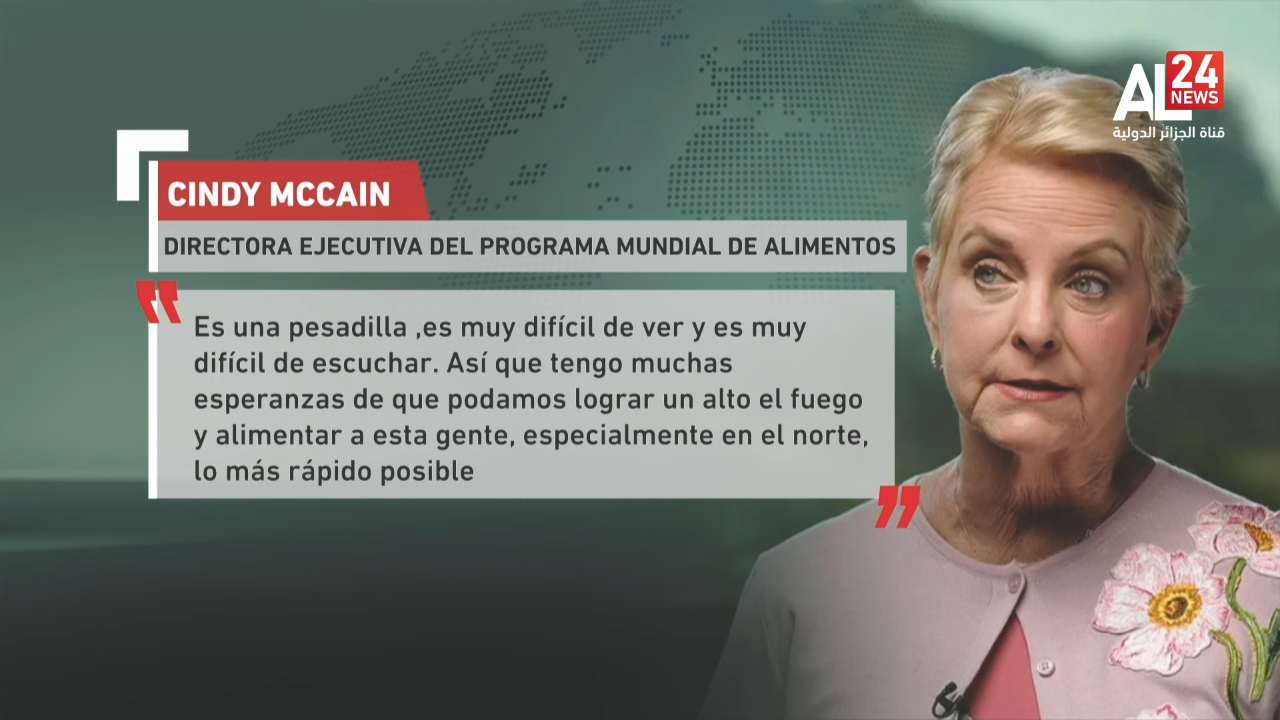 AL 24 NEWS
قناة الجزائر الدولية
CINDY MCCAIN
DIRECTORA EJECUTIVA DEL PROGRAMA MUNDIAL DE ALIMENTOS
Es una pesadilla ,es muy difícil de ver y es muy
difícil de escuchar. Así que tengo muchas
esperanzas de que podamos lograr un alto el fuego
y alimentar a esta gente, especialmente en el norte,
lo más rápido posible